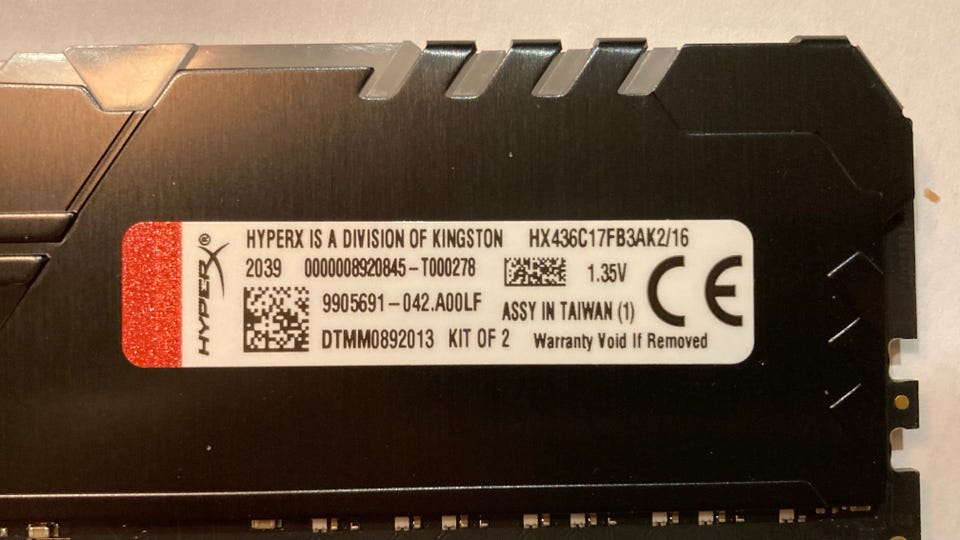 HYPERX
HYPERX IS A DIVISION OF KINGSTON HX436C17FB3AK2/16
2039 0000008920845-T000278 1.35V
9905691-042.A00LF ASSY IN TAIWAN (1)
DTMM0892013 KIT OF 2 Warranty Void If Removed
CE